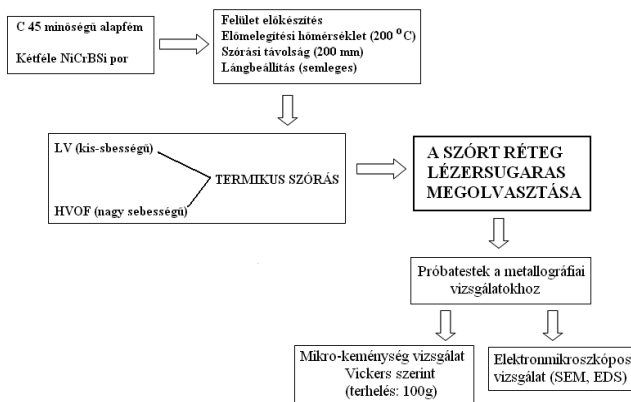 C 45 minőségű alapfém
Kétféle NiCrBSi por
Felület előkészítés
Előmelegítési hőmérséklet (200 °C)
Szórási távolság (200 mm)
Lángbeállítás (semleges)
LV (kis-sbességű)
TERMIKUS SZÓRÁS
HVOF (nagy sebességű)
A SZÓRT RÉTEG
LÉZERSUGARAS
MEGOLVASZTÁSA
Próbatestek a metallográfiai
vizsgálatokhoz
Mikro-keménység vizsgálat
Vickers szerint
(terhelés: 100g)
Elektronmikroszkópos
vizsgálat (SEM, EDS)